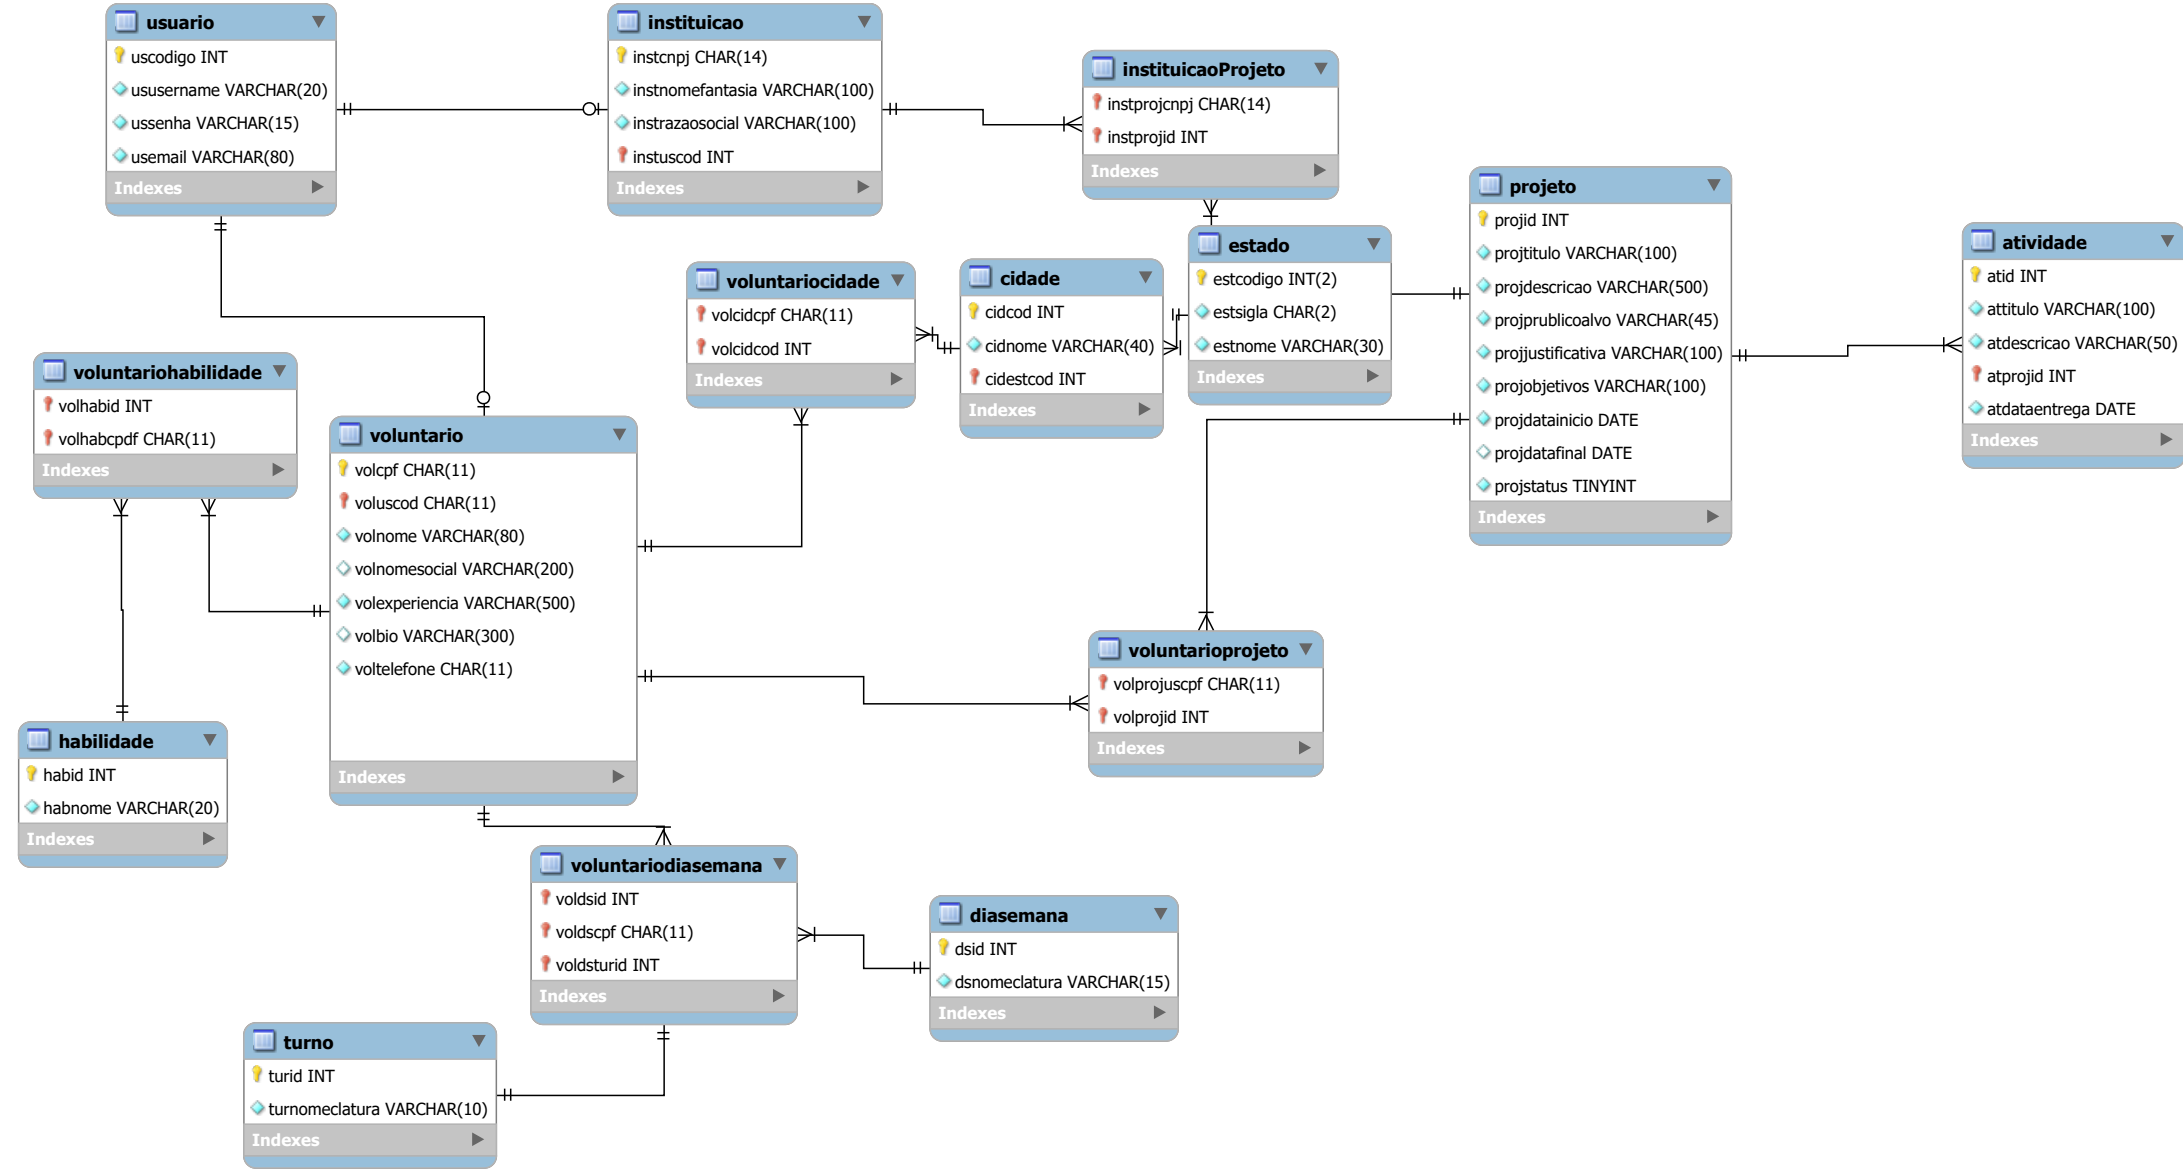 usuario
uscodigo INT
ususername VARCHAR(20)
ussenha VARCHAR(15)
usemail VARCHAR(80)
Indexes
instituicao
instcnpj CHAR(14)
instnomefantasia VARCHAR(100)
instrazaosocial VARCHAR(100)
instuscod INT
Indexes
instituicaoProjeto
instprojcnpj CHAR(14)
instprojid INT
Indexes
projeto
projid INT
projtitulo VARCHAR(100)
projdescricao VARCHAR(500)
projprublicoalvo VARCHAR(45)
projjustificativa VARCHAR(100)
projobjetivos VARCHAR(100)
projdatainicio DATE
projdatafinal DATE
projstatus TINYINT
Indexes
atividade
atid INT
attitulo VARCHAR(100)
atdescricao VARCHAR(50)
atprojid INT
atdataentrega DATE
Indexes
estado
estcodigo INT(2)
estsigla CHAR(2)
estnome VARCHAR(30)
Indexes
cidade
cidcod INT
cidnome VARCHAR(40)
cidestcod INT
Indexes
voluntariocidade
volcidcpf CHAR(11)
volcidcod INT
Indexes
voluntariohabilidade
volhabid INT
volhabcpdf CHAR(11)
Indexes
voluntario
volcpf CHAR(11)
voluscod CHAR(11)
volnome VARCHAR(80)
volnomesocial VARCHAR(200)
volexperiencia VARCHAR(500)
volbio VARCHAR(300)
voltelefone CHAR(11)
Indexes
voluntarioprojeto
volprojuscpf CHAR(11)
volprojid INT
Indexes
habilidade
habid INT
habnome VARCHAR(20)
Indexes
voluntariodiasemana
voldsid INT
voldscpf CHAR(11)
voldsturid INT
Indexes
diasemana
dsid INT
dsnomeclatura VARCHAR(15)
Indexes
turno
turid INT
turnomeclatura VARCHAR(10)
Indexes